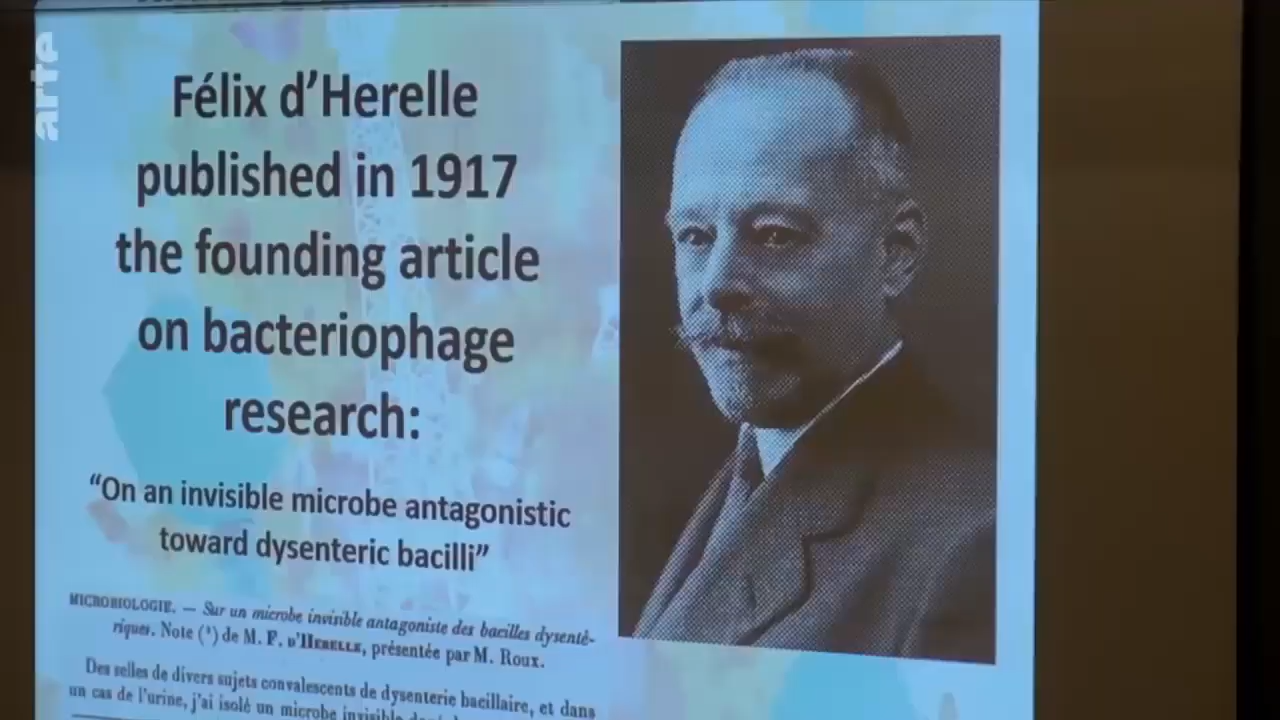 arte
Félix d’Herelle
published in 1917
the founding article
on bacteriophage
research:
“On an invisible microbe antagonistic
toward dysenteric bacilli”
MICROBIOLOGIE. — Sur un microbe invisible antagoniste des bacilles dysenté-
riques. Note (¹) de M. F. D’HERELLE, présentée par M. Roux.
Des selles de divers sujets convalescents de dysenterie bacillaire, et dans
un cas de l’urine, j’ai isolé un microbe invisible